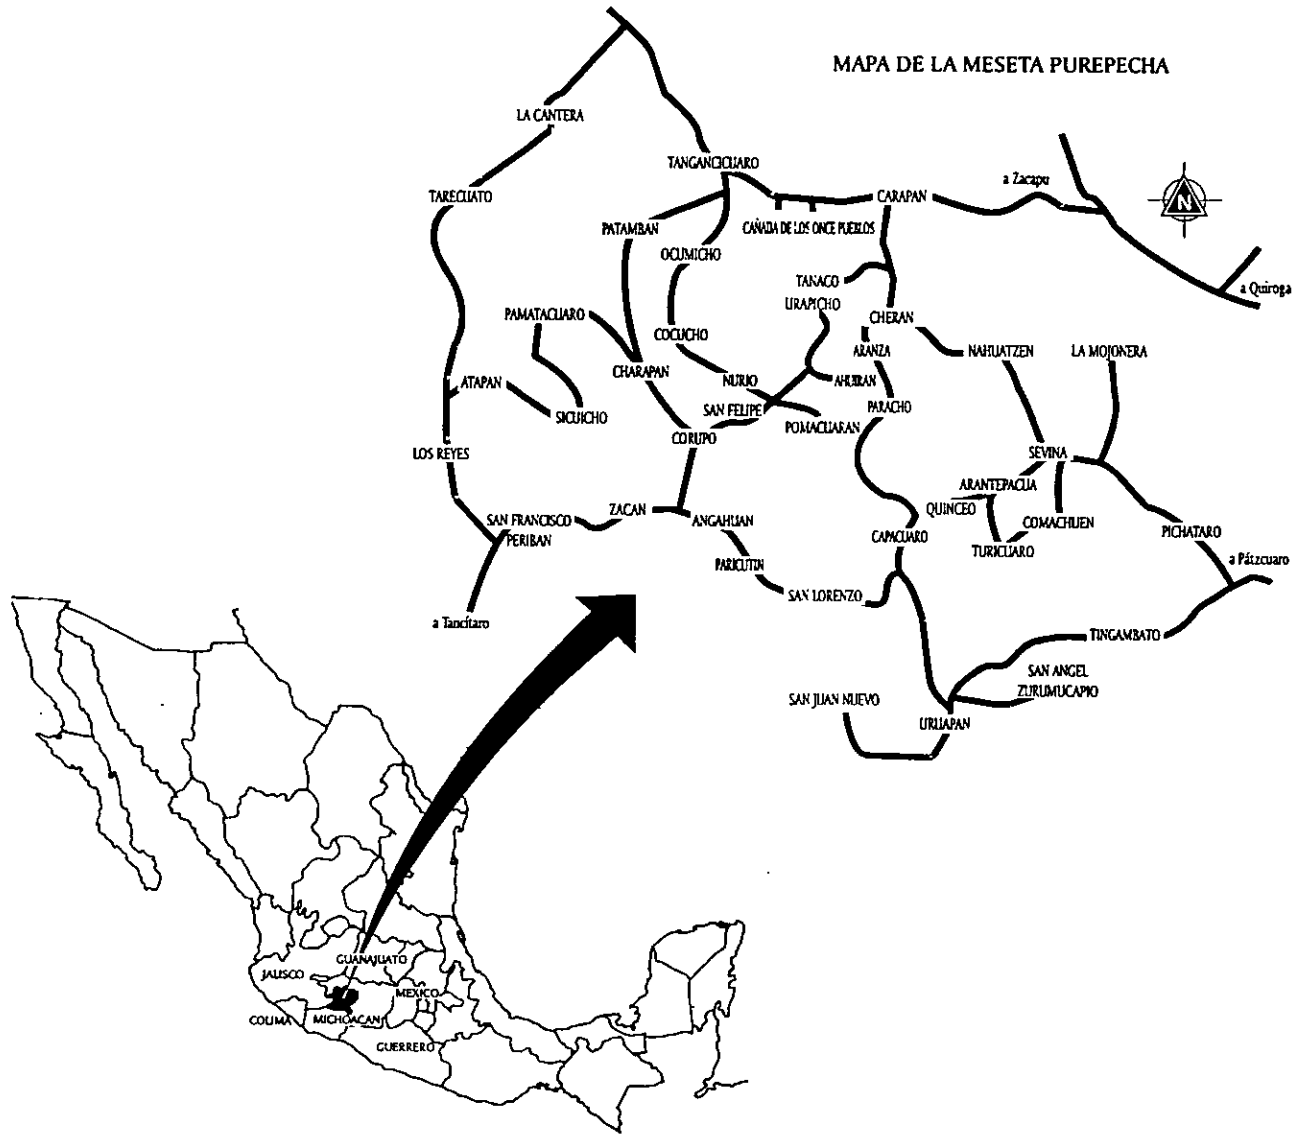 MAPA DE LA MESETA PUREPECHA
LA CANTERA
TANGANCICUARO
a Zacapu
N
TARECUATO
CARAPAN
PATAMBAN
CAÑADA DE LOS ONCE PUEBLOS
OCUMICHO
TANACO
a Quiroga
URAPICHO
PAMATACUARO
CHERAN
COCUCHO
ARANZA
NAHUATZEN
LA MOJONERA
CHARAPAN
ATAPAN
NURIO
AHUIRAN
SICUICHO
SAN FELIPE
PARACHO
POMACUARAN
CORUPO
LOS REYES
SEVINA
ARANTEPACUA
QUINCEO
ZACAN
SAN FRANCISCO
PERIBAN
ANGAHUAN
COMACHUEN
CAPACUARO
TURICUARO
PICHATARO
PARICUTIN
a Pátzcuaro
SAN LORENZO
a Tancítaro
TINGAMBATO
SAN ANGEL
ZURUMUCAPIO
SAN JUAN NUEVO
URUAPAN
GUANAJUATO
JALISCO
MEXICO
COLIMA
MICHOACAN
GUERRERO